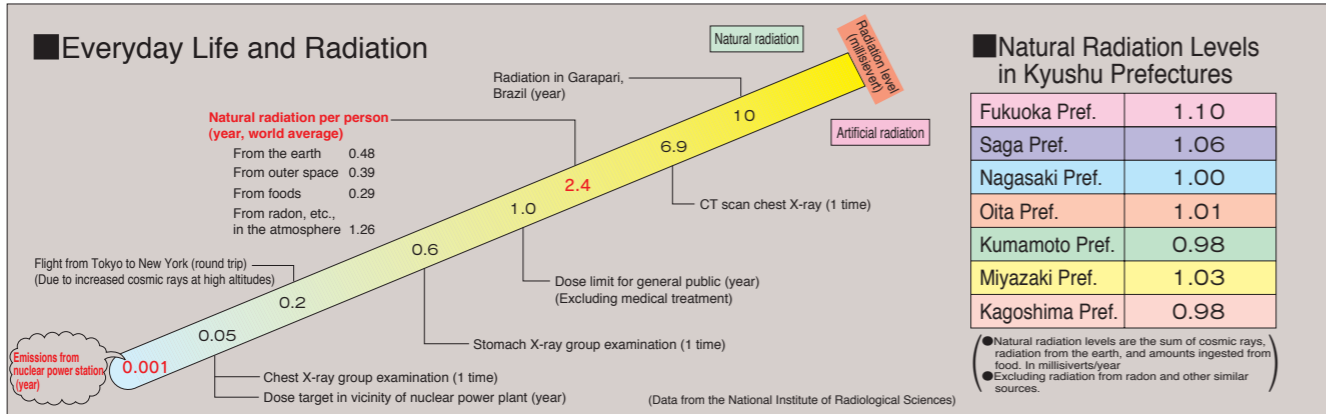 ■Everyday Life and Radiation
Natural radiation
Radiation level
(millisievert)
Radiation in Garapari,
Brazil (year)
10
Artificial radiation
Natural radiation per person
(year, world average)
From the earth 0.48
From outer space 0.39
From foods 0.29
From radon, etc.,
in the atmosphere 1.26
6.9
2.4
CT scan chest X-ray (1 time)
1.0
0.6
Flight from Tokyo to New York (round trip)
(Due to increased cosmic rays at high altitudes)
Dose limit for general public (year)
(Excluding medical treatment)
0.2
0.05
Stomach X-ray group examination (1 time)
Emissions from
nuclear power station
(year)
0.001
Chest X-ray group examination (1 time)
Dose target in vicinity of nuclear power plant (year)
(Data from the National Institute of Radiological Sciences)
■Natural Radiation Levels
in Kyushu Prefectures
Fukuoka Pref. 1.10
Saga Pref. 1.06
Nagasaki Pref. 1.00
Oita Pref. 1.01
Kumamoto Pref. 0.98
Miyazaki Pref. 1.03
Kagoshima Pref. 0.98
●Natural radiation levels are the sum of cosmic rays,
radiation from the earth, and amounts ingested from
food. In millisiverts/year
●Excluding radiation from radon and other similar
sources.